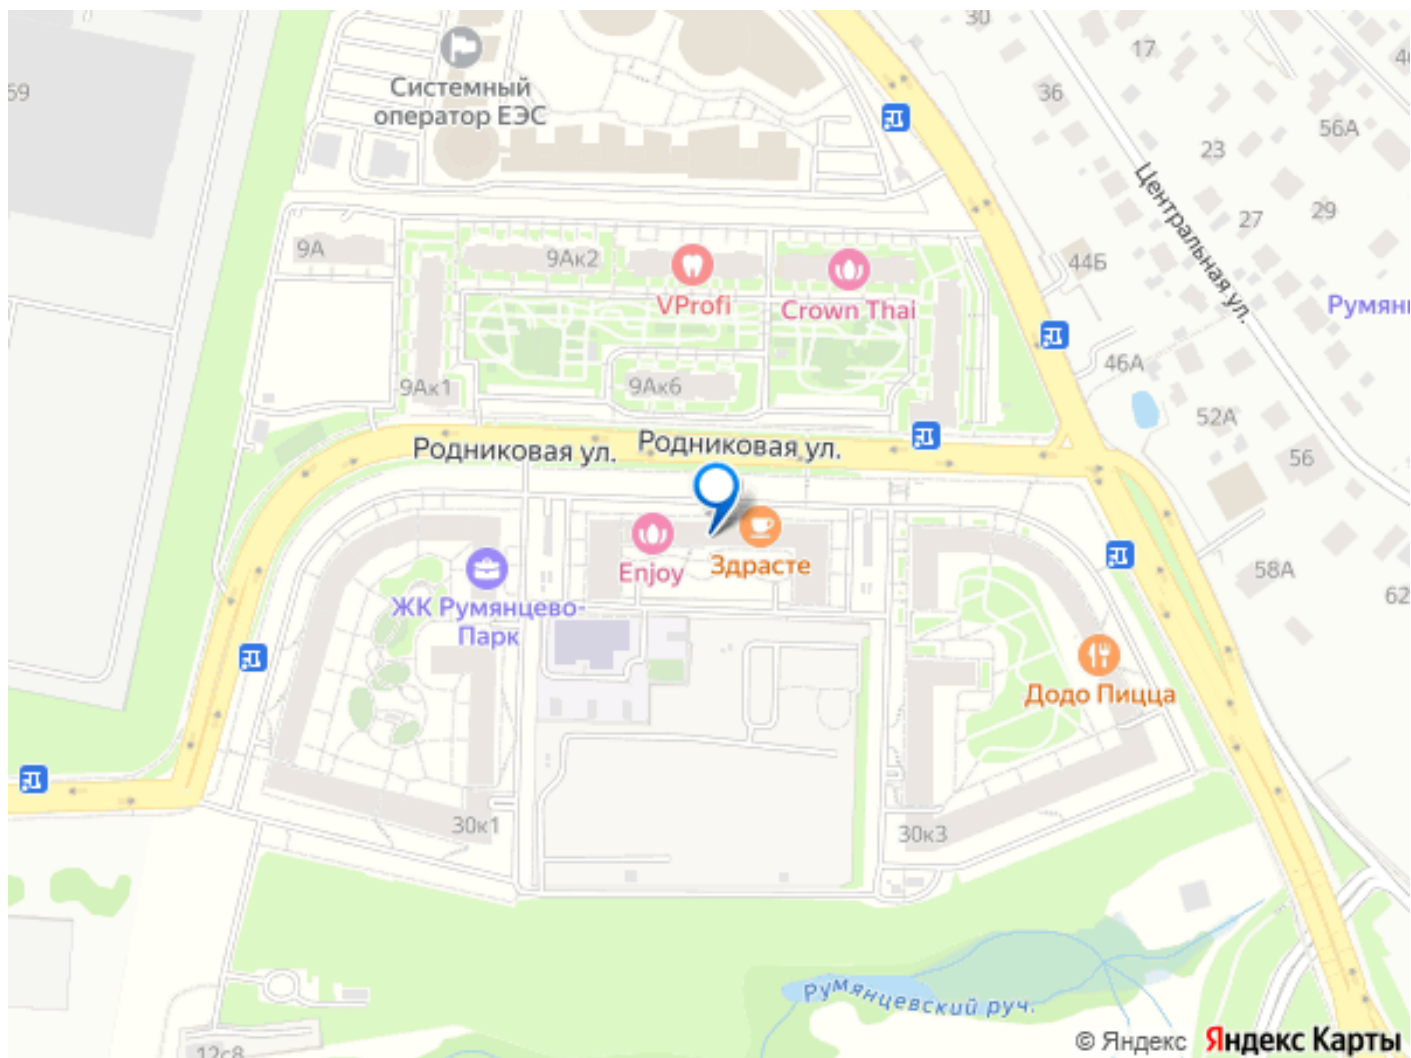 30
17
46
36
56А
69
Системный
оператор ЕЭС
23
27
29
Центральная ул.
9А
9Ак2
44Б
VProfi
Crown Thai
Румян
46А
9Ак1
9Ак6
52А
Родниковая ул.
Родниковая ул.
56
Enjoy
Здрасте
58А
62
ЖК Румянцево-
Парк
Додо Пицца
30к1
30к3
Румянцевский руч.
12с8
© Яндекс Яндекс Карты